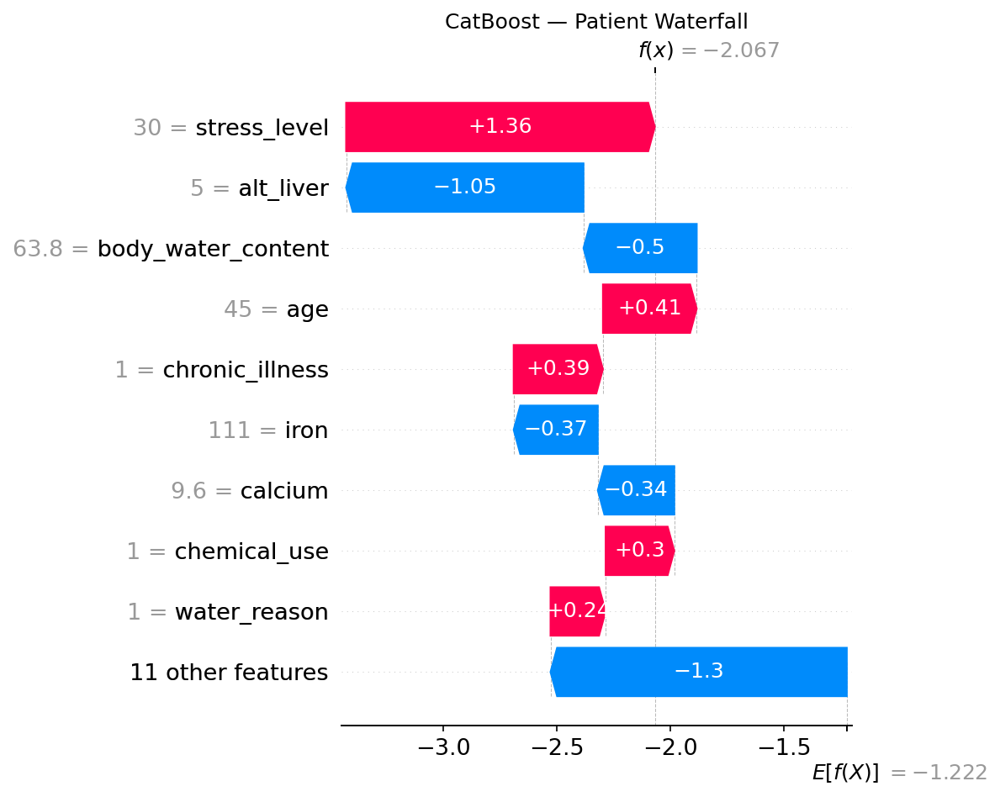 CatBoost — Patient Waterfall
f(x) = −2.067
30 = stress_level +1.36
5 = alt_liver −1.05
63.8 = body_water_content −0.5
45 = age +0.41
1 = chronic_illness +0.39
111 = iron −0.37
9.6 = calcium −0.34
1 = chemical_use +0.3
1 = water_reason +0.24
11 other features −1.3
−3.0 −2.5 −2.0 −1.5
E[f(X)] = −1.222